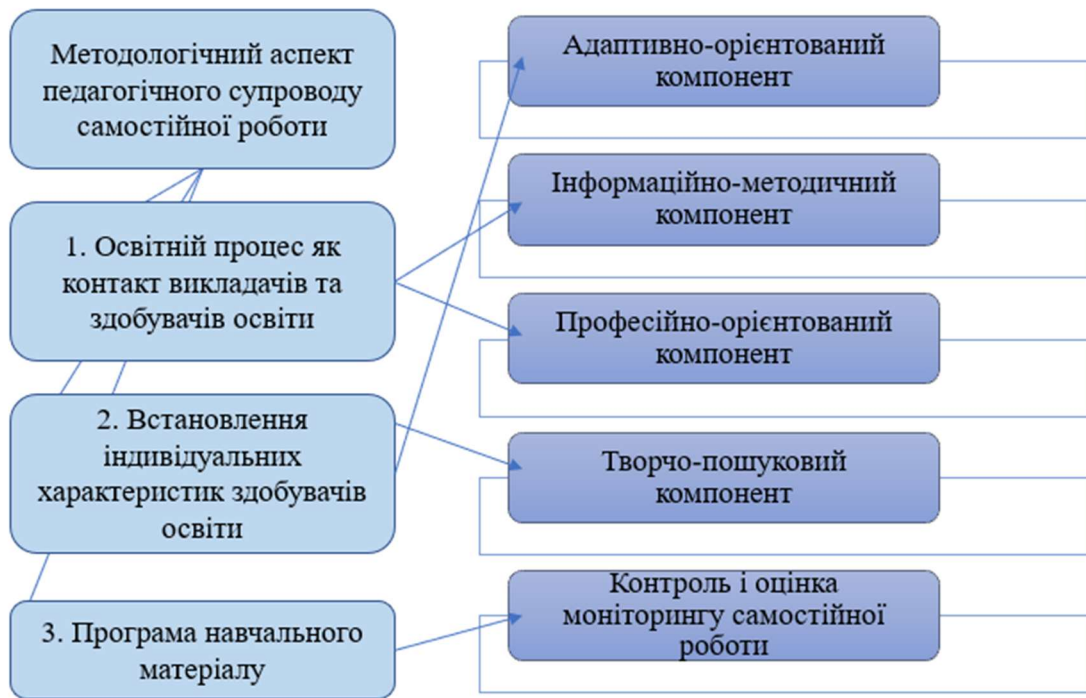 Методологічний аспект
педагогічного супроводу
самостійної роботи
1. Освітній процес як
контакт викладачів та
здобувачів освіти
2. Встановлення
індивідуальних
характеристик здобувачів
освіти
3. Програма навчального
матеріалу
Адаптивно-орієнтований
компонент
Інформаційно-методичний
компонент
Професійно-орієнтований
компонент
Творчо-пошуковий
компонент
Контроль і оцінка
моніторингу самостійної
роботи